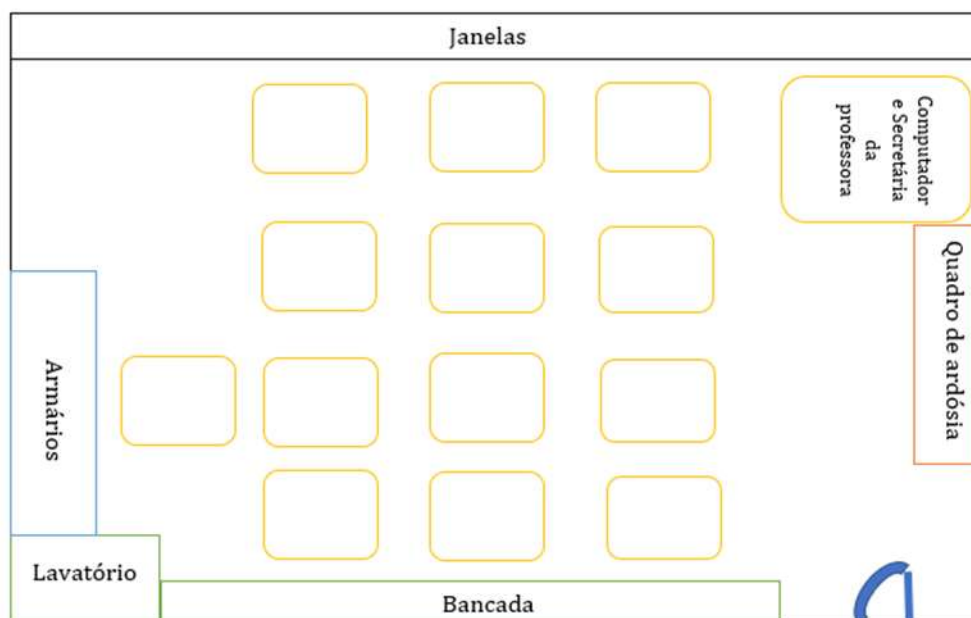 Janelas
Computador
e Secretária
da
professora
Quadro de ardósia
Armários
Lavatório
Bancada